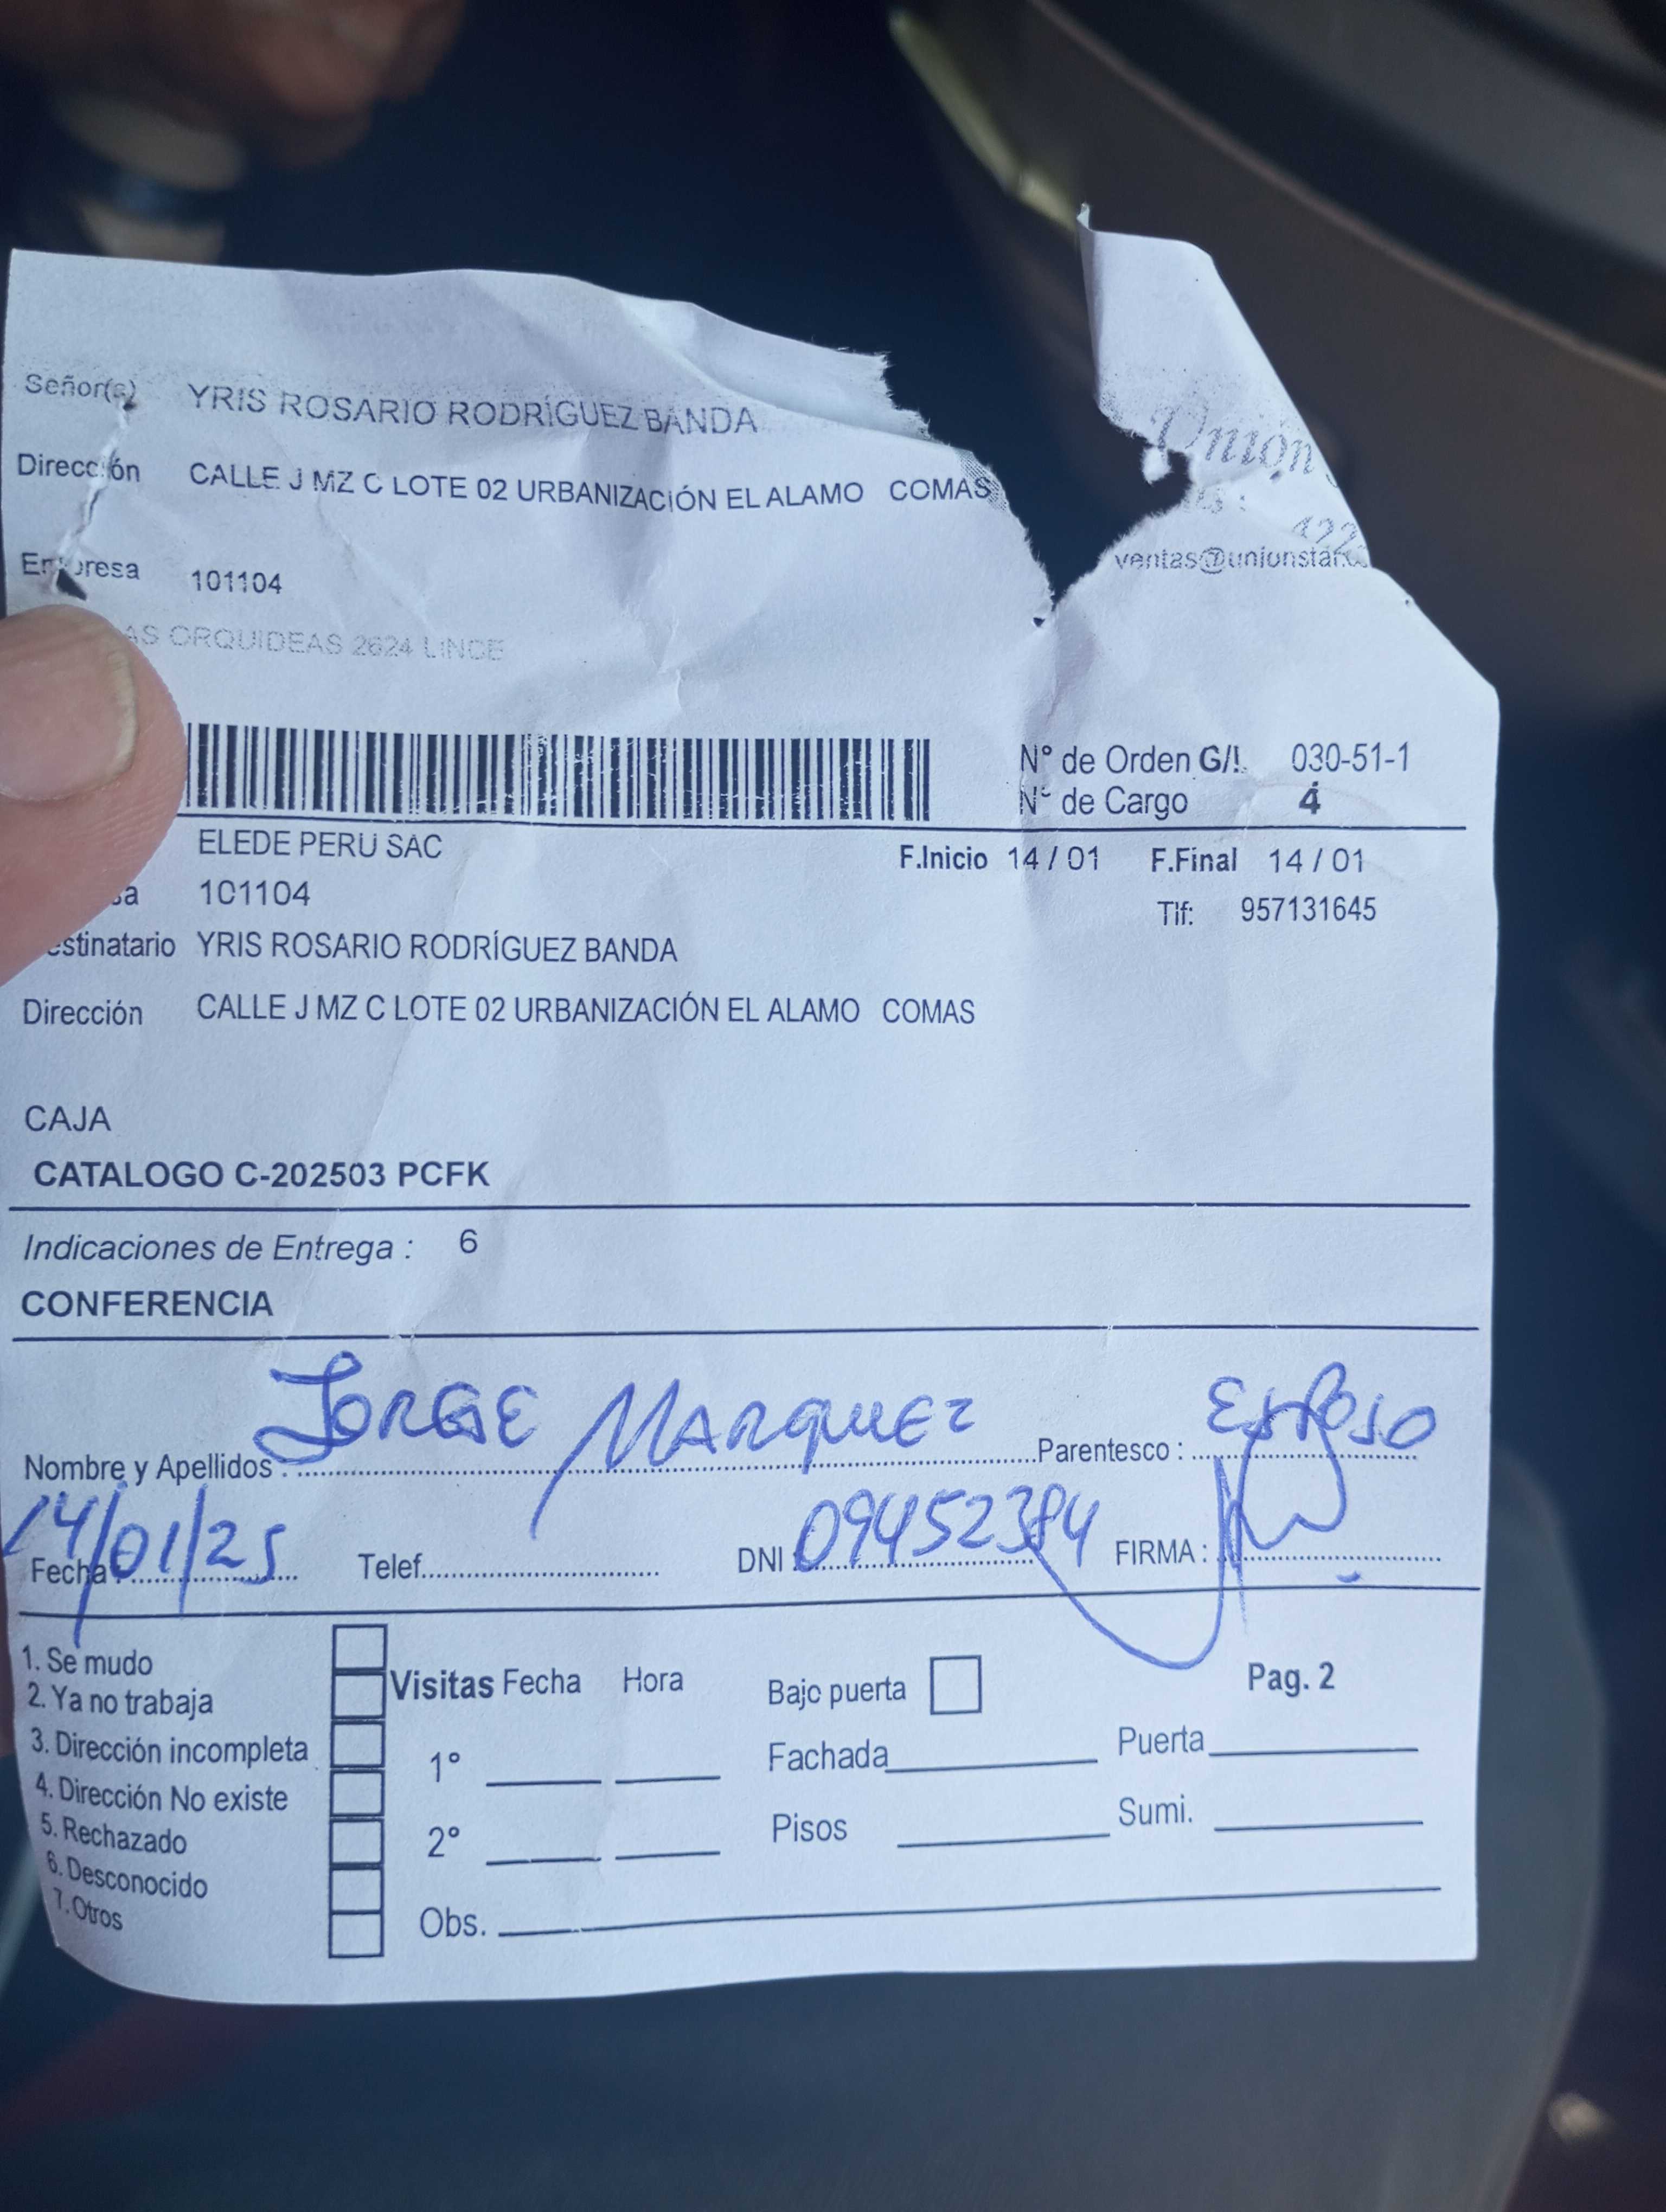 Unión
Señor(s) YRIS ROSARIO RODRÍGUEZ BANDA
Dirección CALLE J MZ C LOTE 02 URBANIZACIÓN EL ALAMO COMAS
422
ventas@unionstar
Empresa 101104
AS ORQUIDEAS 2624 LINCE
N° de Orden G/I. 030-51-1
N° de Cargo 4
ELEDE PERU SAC F.Inicio 14 / 01 F.Final 14 / 01
sa 101104 Tlf: 957131645
estinatario YRIS ROSARIO RODRÍGUEZ BANDA
Dirección CALLE J MZ C LOTE 02 URBANIZACIÓN EL ALAMO COMAS
CAJA
CATALOGO C-202503 PCFK
Indicaciones de Entrega : 6
CONFERENCIA
Nombre y Apellidos : JORGE MARQUEZ Parentesco : ESPOSO
Fecha : 14/01/25 Telef. DNI : 09452384 FIRMA :
1. Se mudo
2. Ya no trabaja
3. Dirección incompleta
4. Dirección No existe
5. Rechazado
6. Desconocido
7. Otros
Visitas Fecha Hora
1°
2°
Obs.
Bajo puerta
Pag. 2
Fachada Puerta
Pisos Sumi.